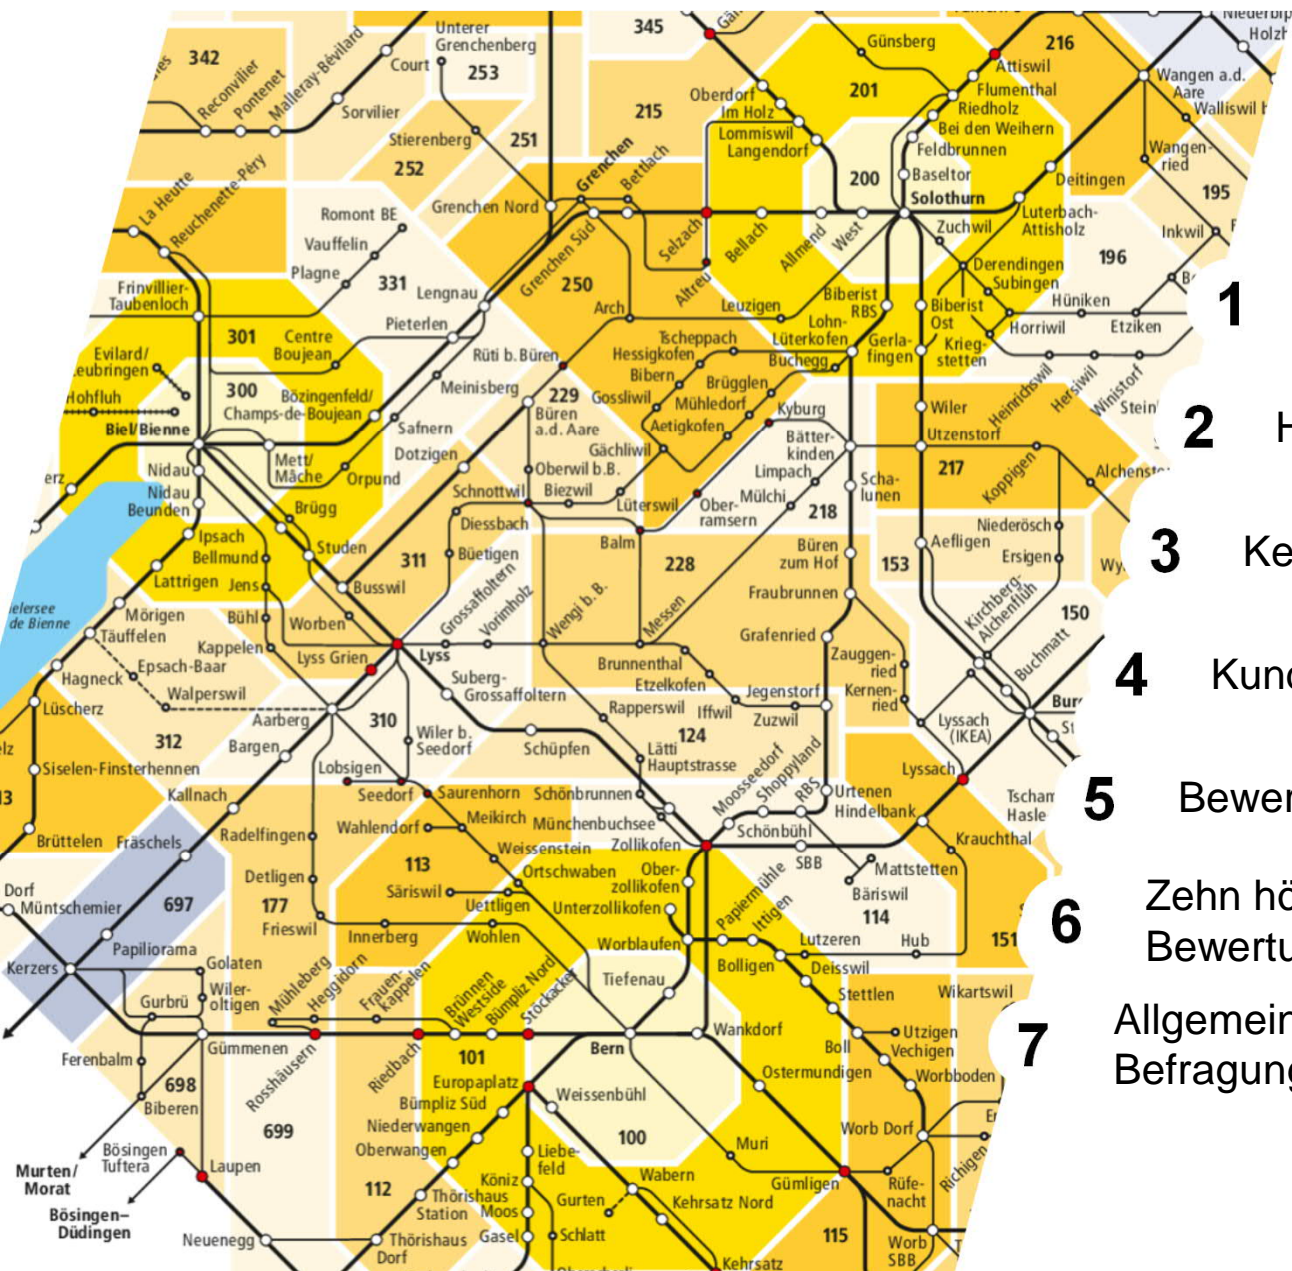 342
Reconvilier
Pontenet
Malleray-Bévilard
Court
Sorvilier
Unterer
Grenchenberg
253
Stierenberg
252
251
345
215
Oberdorf
Im Holz
Lommiswil
Langendorf
Günsberg
201
216
Attiswil
Flumenthal
Riedholz
Bei den Weihern
Feldbrunnen
Baseltor
200
Solothurn
Wangen a.d.
Aare
Wangen-
ried
195
Deitingen
Luterbach-
Attisholz
Inkwil
196
La Heutte
Reuchenette-Péry
Romont BE
Vauffelin
Plagne
331
Lengnau
Pieterlen
Grenchen Nord
Grenchen
Bettlach
Grenchen Süd
250
Arch
Selzach
Altreu
Bellach
Allmend
West
Leuzigen
Zuchwil
Derendingen
Subingen
Biberist
RBS
Biberist
Ost
Lohn-
Lüterkofen
Gerla-
fingen
Krieg-
stetten
Horriwil
Hüniken
Etziken
Frinvillier-
Taubenloch
301
Centre
Boujean
Evilard/
300
Bözingenfeld/
Champs-de-Boujean
Hohfluh
Biel/Bienne
Mett/
Mâche
Nidau
Nidau
Beunden
Orpund
Safnern
Meinisberg
Dotzigen
Rüti b. Büren
229
Büren
a.d. Aare
Oberwil b.B.
Biezwil
Schnottwil
Diessbach
Büetigen
Tscheppach
Hessigkofen
Bibern
Brügglen
Mühledorf
Gossliwil
Aetigkofen
Gächliwil
Buchegg
Kyburg
Bätter-
kinden
Limpach
Mülchi
218
Scha-
lunen
Lüterswil
Ober-
ramsern
Balm
228
Wiler
Utzenstorf
217
Heinrichswil
Hersiwil
Winistorf
Koppigen
Niederösch
Ersigen
Aefligen
153
150
Kirchberg-
Alchenflüh
Buchmatt
Büren
zum Hof
Fraubrunnen
Grafenried
Zauggen-
ried
Kernen-
ried
Lyssach
(IKEA)
Lyssach
Brügg
Studen
Ipsach
Bellmund
Jens
Lattrigen
311
Busswil
Bühl
Worben
Kappelen
Lyss Grien
Lyss
Grossaffoltern
Vorimholz
Wengi b. B.
Messen
Brunnenthal
Etzelkofen
Iffwil
Jegenstorf
Zuzwil
Rapperswil
124
Lätti
Hauptstrasse
Suberg-
Grossaffoltern
Schüpfen
Mörigen
Täuffelen
Epsach-Baar
Hagneck
Walperswil
Lüscherz
312
Aarberg
310
Bargen
Wiler b.
Seedorf
Lobsigen
Seedorf
Siselen-Finsterhennen
Kallnach
Brüttelen
Fräschels
Radelfingen
Detligen
177
Frieswil
Saurenhorn
Wahlendorf
Meikirch
Weissenstein
113
Säriswil
Ortschwaben
Uettligen
Innerberg
Wohlen
Schönbrunnen
Münchenbuchsee
Zollikofen
Moosseedorf
Shoppyland
RBS
Schönbühl
SBB
Urtenen
Hindelbank
Krauchthal
Mattstetten
Bäriswil
114
Ober-
zollikofen
Unterzollikofen
Papiermühle
Ittigen
Worblaufen
Bolligen
Lutzeren
Hub
151
Deisswil
Stettlen
Wikartswil
Utzigen
Boll
Vechigen
Worbboden
Dorf
Müntschemier
697
Papiliorama
Kerzers
Golaten
Wiler-
oltigen
Gurbrü
Ferenbalm
Gümmenen
698
Biberen
Bösingen
Tuftera
Laupen
Murten/
Morat
Bösingen–
Düdingen
Mühleberg
Heggidorn
Frauen-
kappelen
Rosshäusern
Riedbach
699
112
Brünnen
Westside
Bümpliz Nord
Stöckacker
101
Europaplatz
Bümpliz Süd
Niederwangen
Oberwangen
Thörishaus
Station
Thörishaus
Dorf
Neuenegg
Tiefenau
Wankdorf
Bern
Weissenbühl
100
Ostermundigen
Muri
Gümligen
Worb Dorf
Rüfe-
nacht
Richigen
Worb
SBB
115
Liebe-
feld
Köniz
Moos
Gasel
Schlatt
Gurten
Wabern
Kehrsatz Nord
Kehrsatz
1
2
3
4
5
6
7